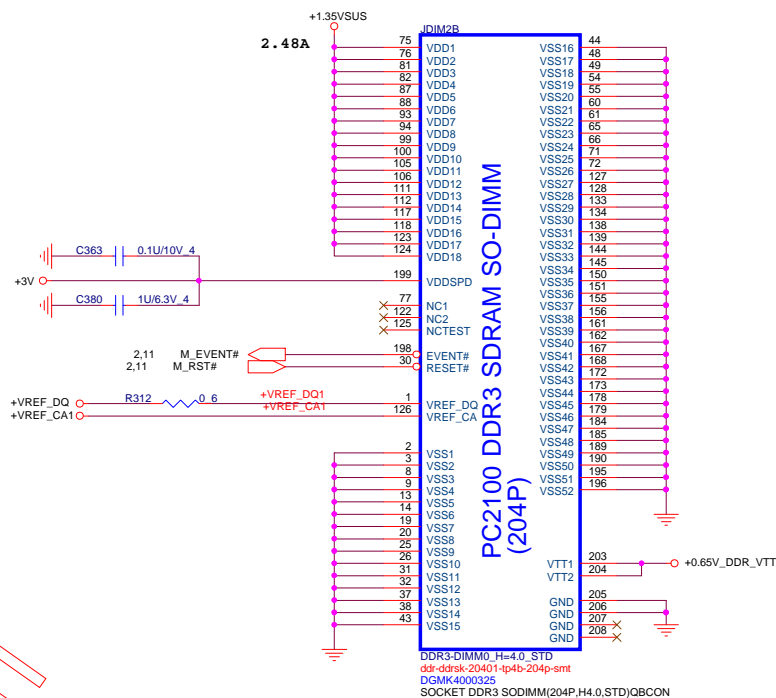 +1.35VSUS
2.48A
JDIM2B
75 VDD1 VSS16 44
76 VDD2 VSS17 48
81 VDD3 VSS18 49
82 VDD4 VSS19 54
87 VDD5 VSS20 55
88 VDD6 VSS21 60
93 VDD7 VSS22 61
94 VDD8 VSS23 65
99 VDD9 VSS24 66
100 VDD10 VSS25 71
105 VDD11 VSS26 72
106 VDD12 VSS27 127
111 VDD13 VSS28 128
112 VDD14 VSS29 133
117 VDD15 VSS30 134
118 VDD16 VSS31 138
123 VDD17 VSS32 139
124 VDD18 VSS33 144
VSS34 145
C363 0.1U/10V_4
+3V
199 VDDSPD VSS35 150
C380 1U/6.3V_4
VSS36 151
77 NC1 VSS37 155
122 NC2 VSS38 156
125 NCTEST VSS39 161
VSS40 162
2,11 M_EVENT# 198 EVENT# VSS41 167
2,11 M_RST# 30 RESET# VSS42 168
VSS43 172
VSS44 173
+VREF_DQ R312 0_6 +VREF_DQ1 1 VREF_DQ VSS45 178
+VREF_CA1 +VREF_CA1 126 VREF_CA VSS46 179
VSS47 184
VSS48 185
2 VSS1 VSS49 189
3 VSS2 VSS50 190
8 VSS3 VSS51 195
9 VSS4 VSS52 196
13 VSS5
14 VSS6
19 VSS7
20 VSS8
25 VSS9
26 VSS10 VTT1 203 +0.65V_DDR_VTT
31 VSS11 VTT2 204
32 VSS12
37 VSS13 GND 205
38 VSS14 GND 206
43 VSS15 GND 207
GND 208
PC2100 DDR3 SDRAM SO-DIMM
(204P)
DDR3-DIMM0_H=4.0_STD
ddr-ddrsk-20401-tp4b-204p-smt
DGMK4000325
SOCKET DDR3 SODIMM(204P,H4.0,STD)QBCON